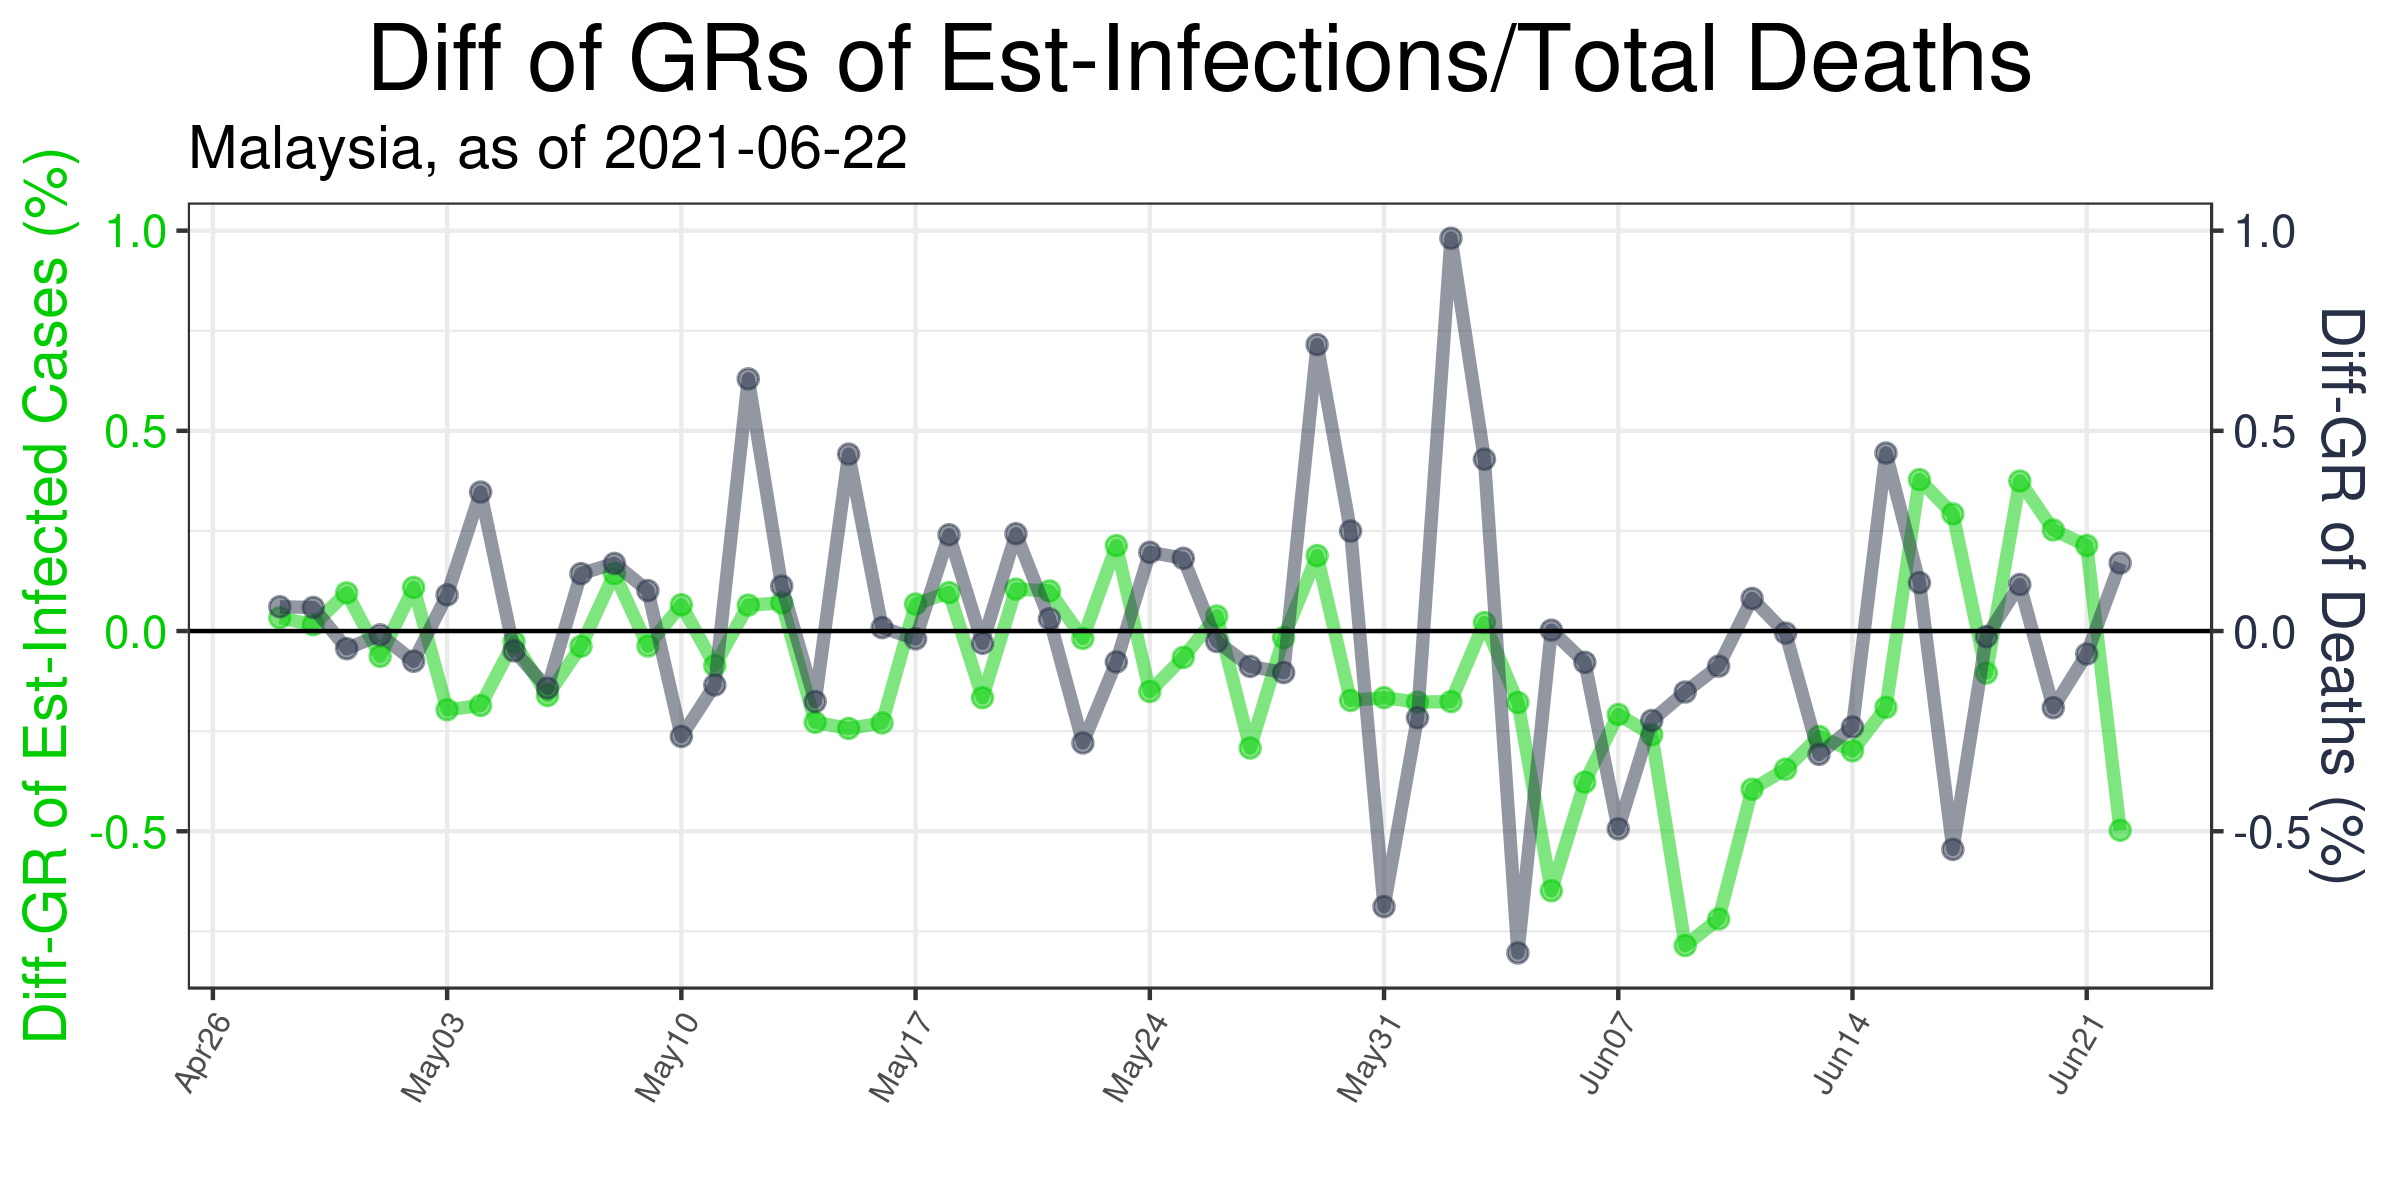 Diff of GRs of Est-Infections/Total Deaths
Malaysia, as of 2021-06-22
Diff-GR of Est-Infected Cases (%)
1.0
0.5
0.0
-0.5
1.0
0.5
0.0
-0.5
Diff-GR of Deaths (%)
Apr26
May03
May10
May17
May24
May31
Jun07
Jun14
Jun21